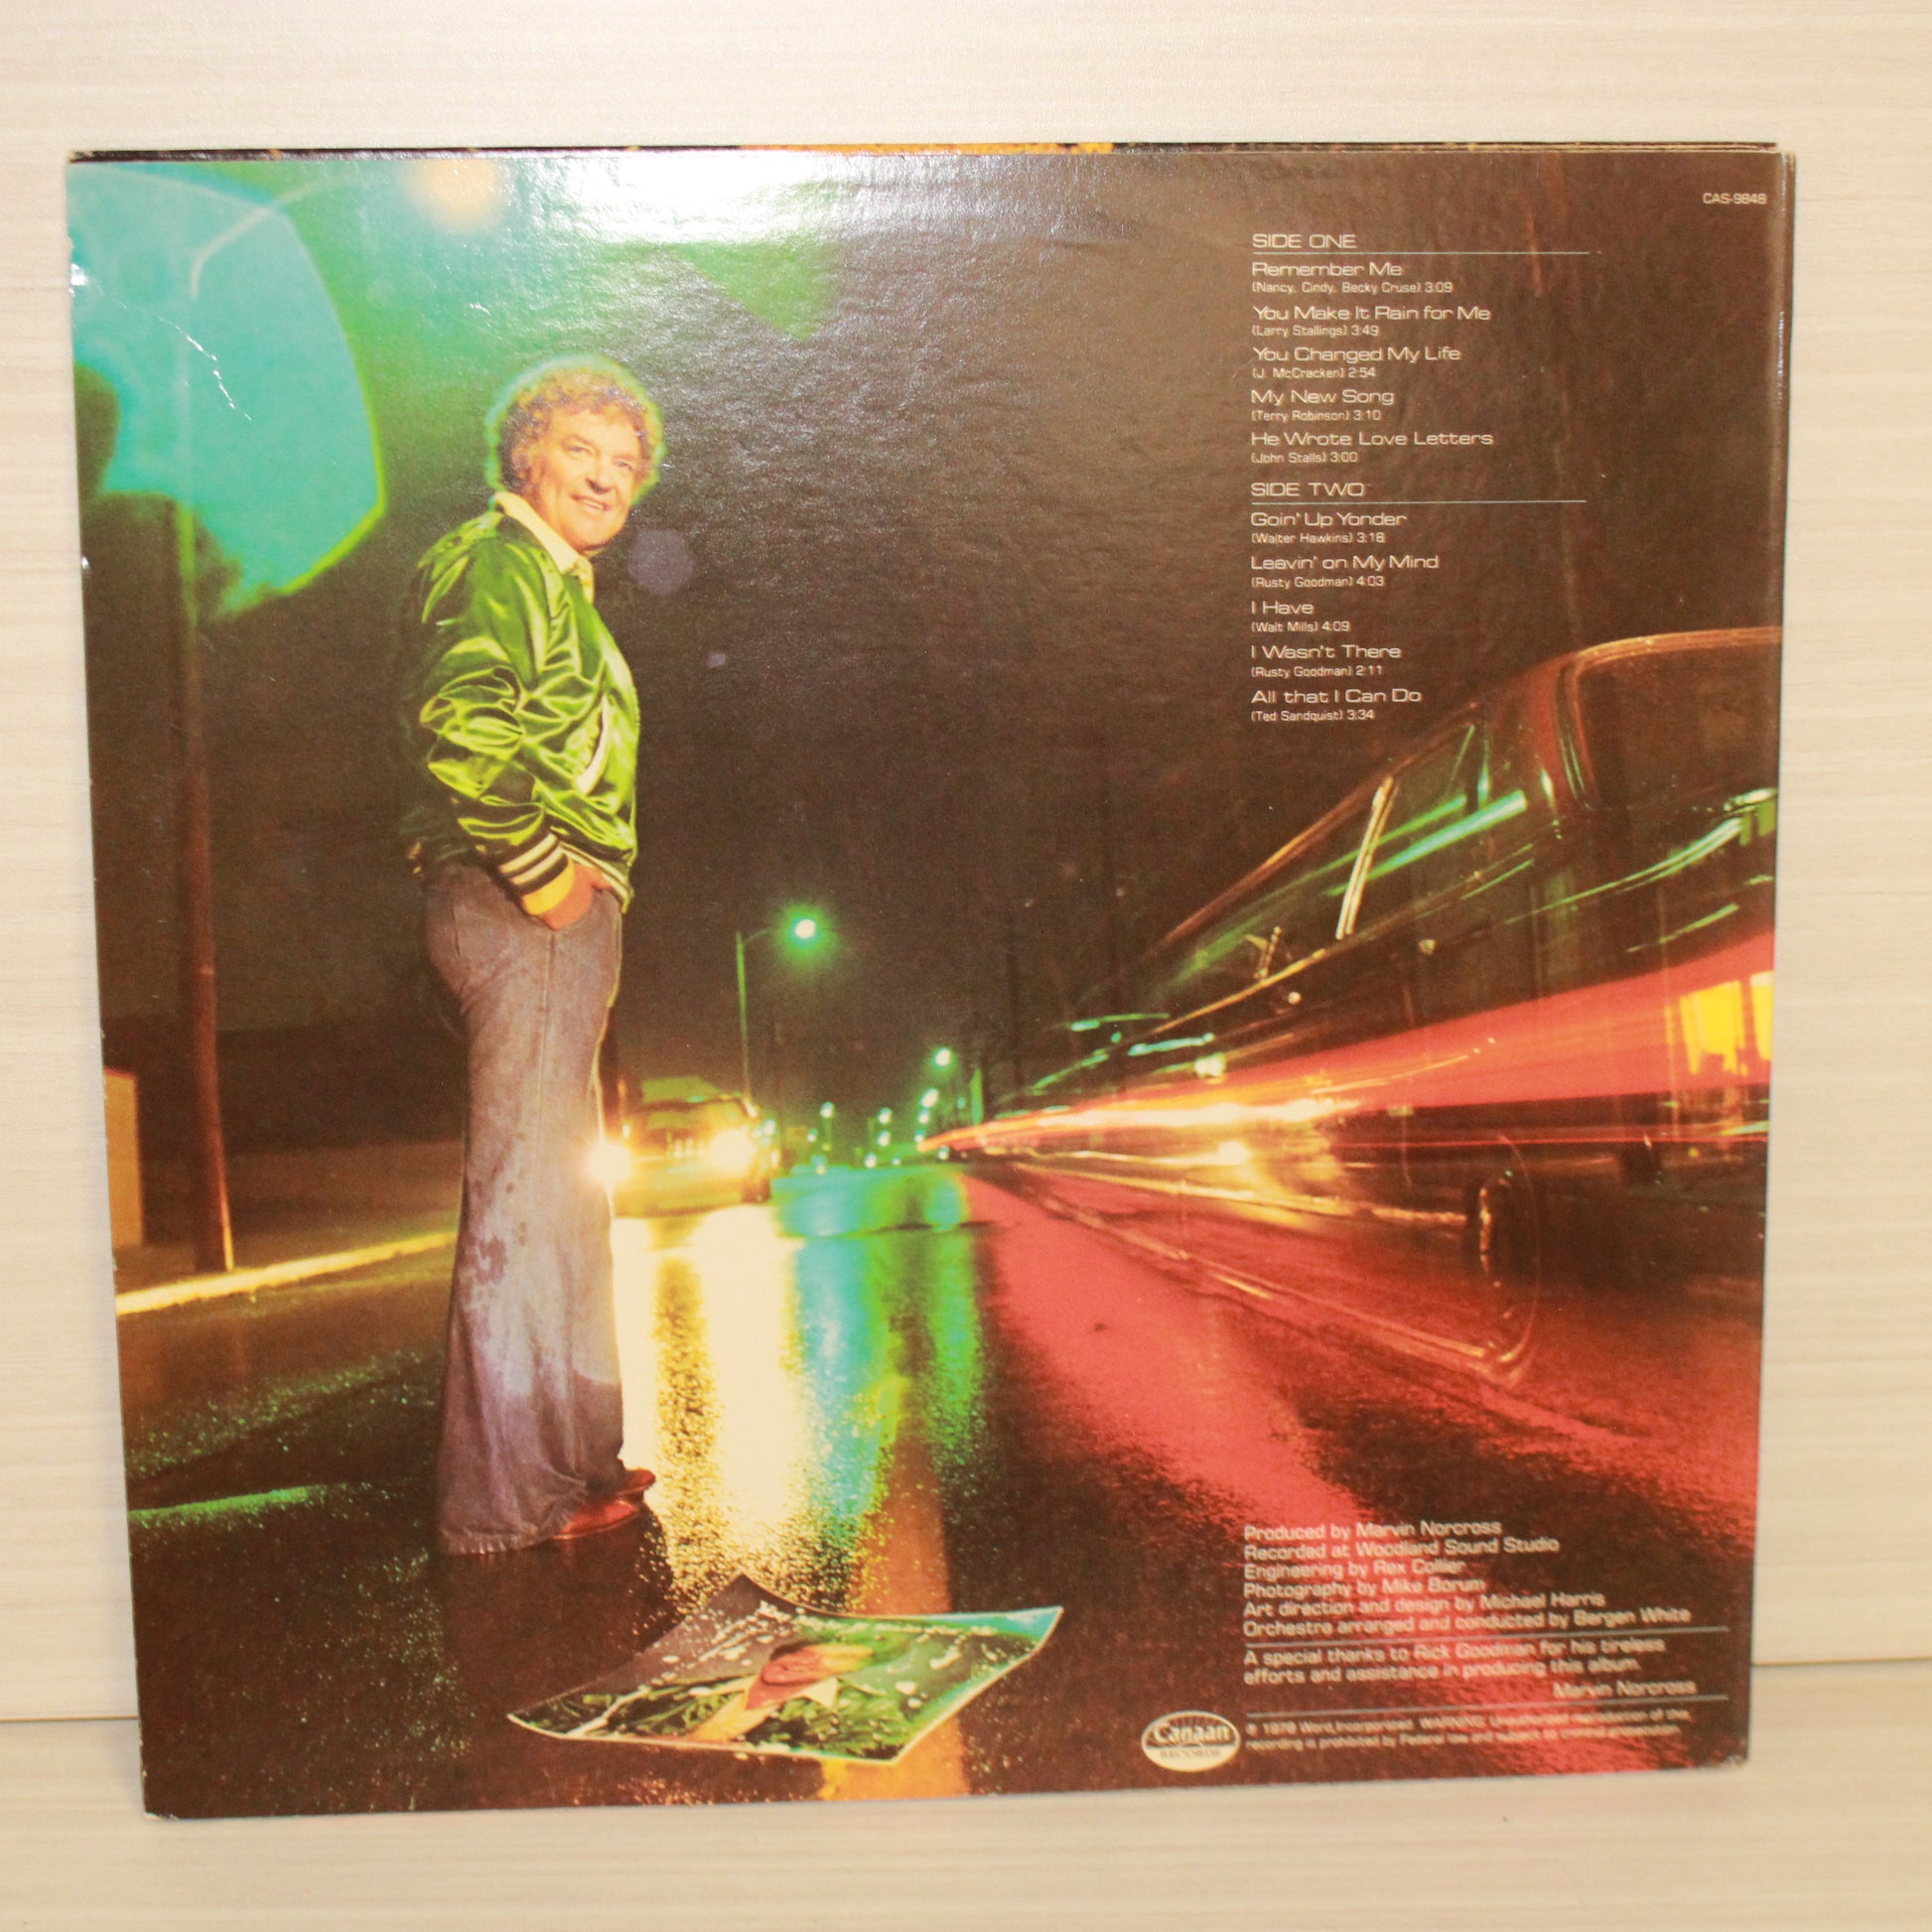 CAS-9848
SIDE ONE
Remember Me
(Nancy, Cindy, Becky Cruse) 3:09
You Make It Rain for Me
(Larry Stallings) 3:49
You Changed My Life
(J. McCracken) 2:54
My New Song
(Terry Robinson) 3:10
He Wrote Love Letters
(John Stalls) 3:00
SIDE TWO
Goin' Up Yonder
(Walter Hawkins) 3:18
Leavin' on My Mind
(Rusty Goodman) 4:03
I Have
(Walt Mills) 4:09
I Wasn't There
(Rusty Goodman) 2:11
All that I Can Do
(Ted Sandquist) 3:34
Produced by Marvin Norcross
Recorded at Woodland Sound Studio
Engineering by Rex Collier
Photography by Mike Borum
Art direction and design by Michael Harris
Orchestra arranged and conducted by Bergen White
A special thanks to Rick Goodman for his tireless
efforts and assistance in producing this album.
Marvin Norcross
Canaan
RECORDS
1978 Word, Incorporated. WARNING: Unauthorized reproduction of this
recording is prohibited by Federal law and subject to criminal prosecution.